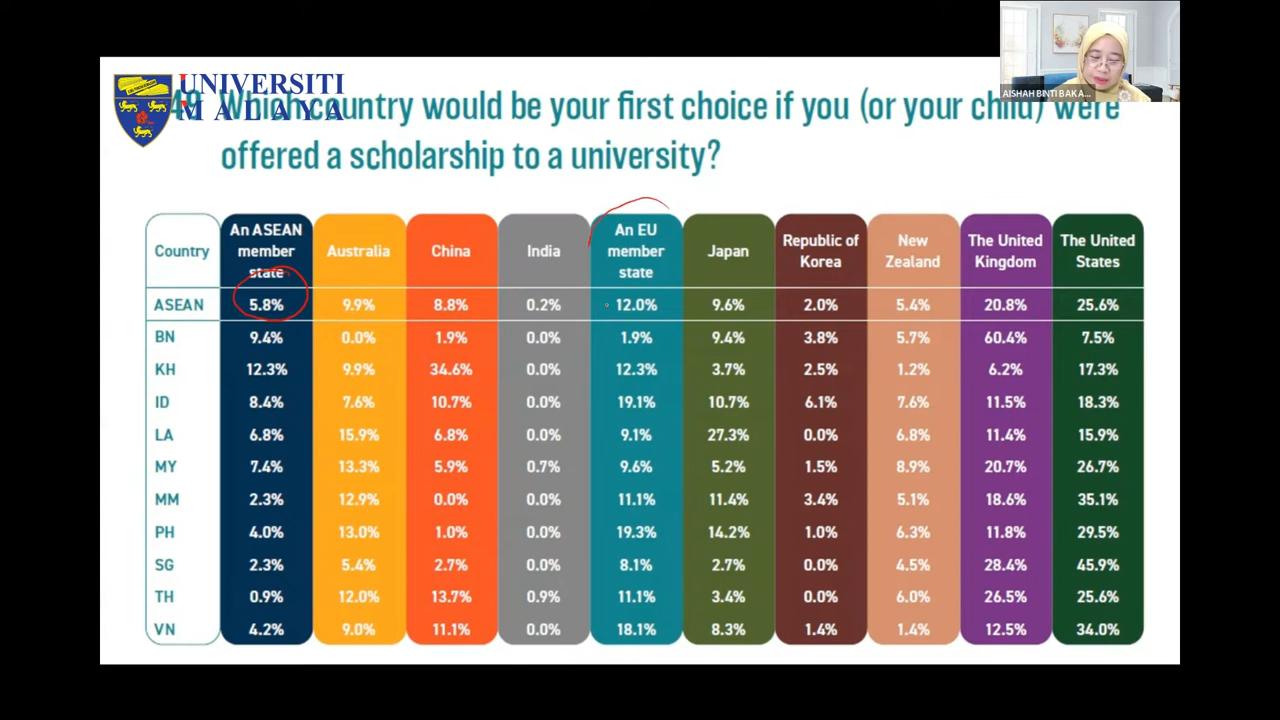 UNIVERSITI
MALAYA
Which country would be your first choice if you (or your child) were
offered a scholarship to a university?
AISHAH BINTI BAKA...
Country An ASEAN member state Australia China India An EU member state Japan Republic of Korea New Zealand The United Kingdom The United States
ASEAN 5.8% 9.9% 8.8% 0.2% 12.0% 9.6% 2.0% 5.4% 20.8% 25.6%
BN 9.4% 0.0% 1.9% 0.0% 1.9% 9.4% 3.8% 5.7% 60.4% 7.5%
KH 12.3% 9.9% 34.6% 0.0% 12.3% 3.7% 2.5% 1.2% 6.2% 17.3%
ID 8.4% 7.6% 10.7% 0.0% 19.1% 10.7% 6.1% 7.6% 11.5% 18.3%
LA 6.8% 15.9% 6.8% 0.0% 9.1% 27.3% 0.0% 6.8% 11.4% 15.9%
MY 7.4% 13.3% 5.9% 0.7% 9.6% 5.2% 1.5% 8.9% 20.7% 26.7%
MM 2.3% 12.9% 0.0% 0.0% 11.1% 11.4% 3.4% 5.1% 18.6% 35.1%
PH 4.0% 13.0% 1.0% 0.0% 19.3% 14.2% 1.0% 6.3% 11.8% 29.5%
SG 2.3% 5.4% 2.7% 0.0% 8.1% 2.7% 0.0% 4.5% 28.4% 45.9%
TH 0.9% 12.0% 13.7% 0.9% 11.1% 3.4% 0.0% 6.0% 26.5% 25.6%
VN 4.2% 9.0% 11.1% 0.0% 18.1% 8.3% 1.4% 1.4% 12.5% 34.0%